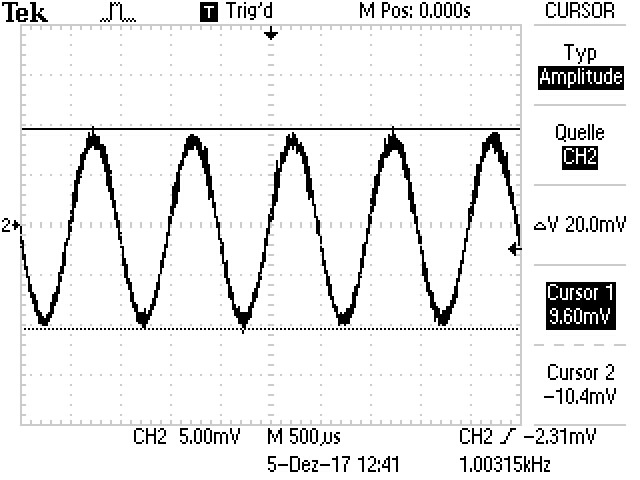 Tek T Trig'd M Pos: 0.000s CURSOR
Typ
Amplitude
Quelle
CH2
2
△V 20.0mV
Cursor 1
9.60mV
Cursor 2
-10.4mV
CH2 5.00mV M 500µs CH2 -2.31mV
5-Dez-17 12:41 1.00315kHz